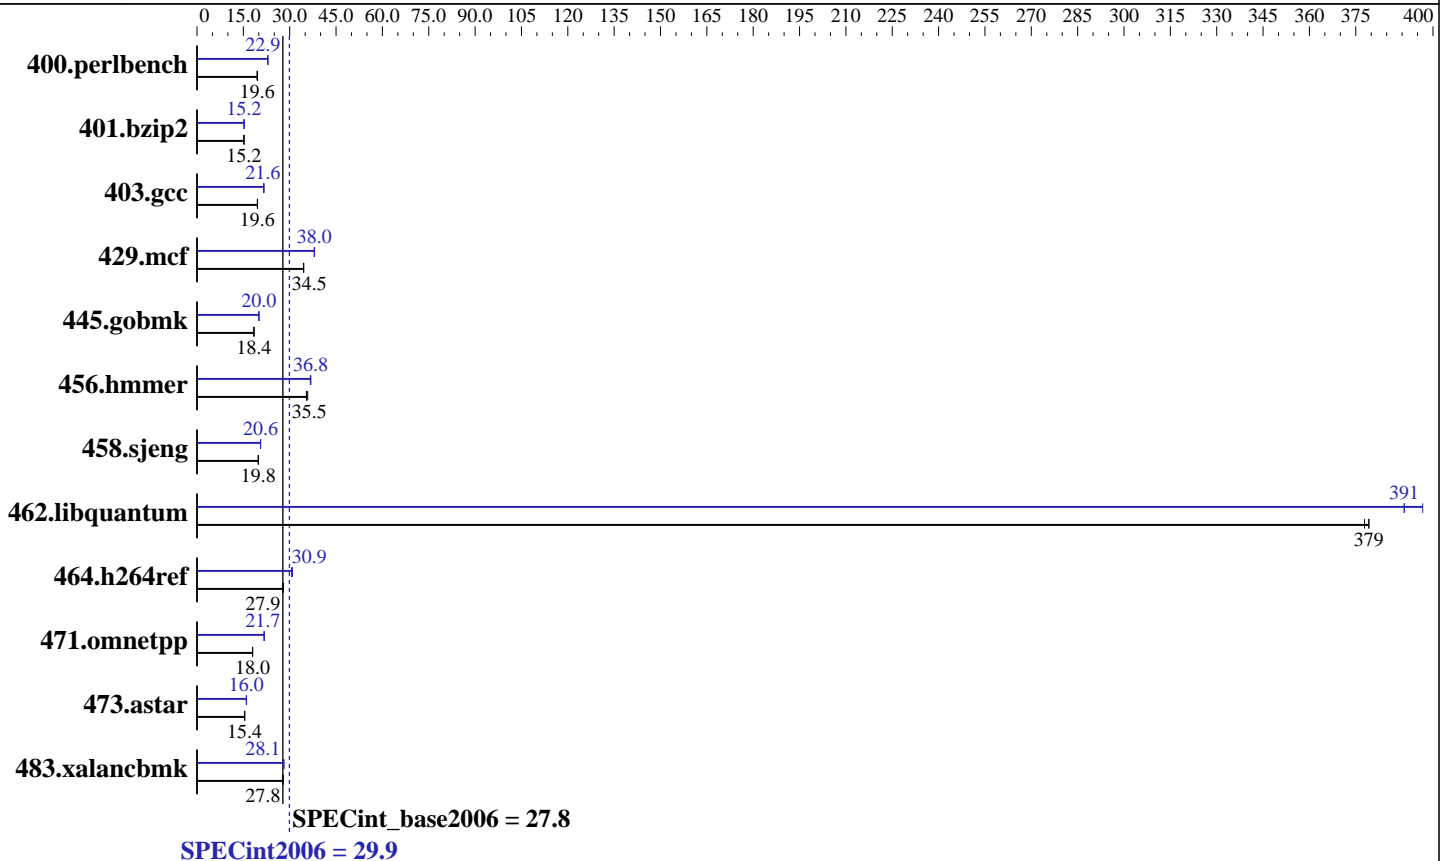 0 15.0 30.0 45.0 60.0 75.0 90.0 105 120 135 150 165 180 195 210 225 240 255 270 285 300 315 330 345 360 375 400
22.9
400.perlbench
19.6
15.2
401.bzip2
15.2
21.6
403.gcc
19.6
38.0
429.mcf
34.5
20.0
445.gobmk
18.4
36.8
456.hmmer
35.5
20.6
458.sjeng
19.8
391
462.libquantum
379
30.9
464.h264ref
27.9
21.7
471.omnetpp
18.0
16.0
473.astar
15.4
28.1
483.xalancbmk
27.8
SPECint_base2006 = 27.8
SPECint2006 = 29.9